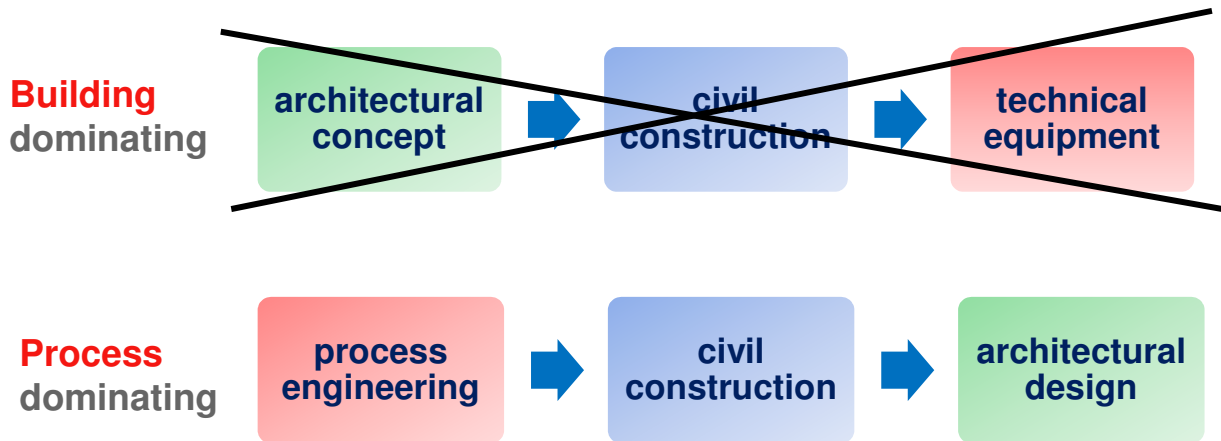 Building
dominating
architectural
concept
civil
construction
technical
equipment
Process
dominating
process
engineering
civil
construction
architectural
design